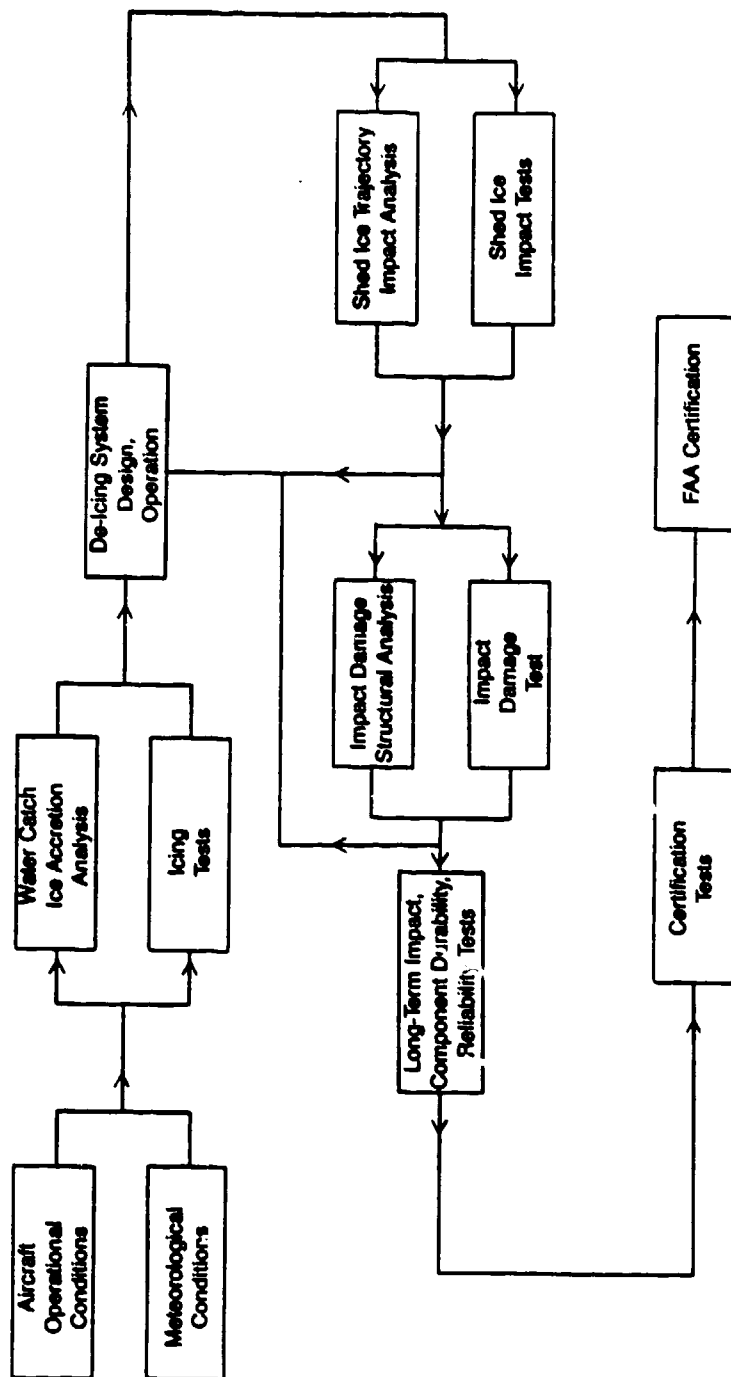 Aircraft
Operational
Conditions
Meteorological
Conditions
Water Catch
Ice Accretion
Analysis
Icing
Tests
De-Icing System
Design,
Operation
Shed Ice Trajectory
Impact Analysis
Shed Ice
Impact Tests
Impact Damage
Structural Analysis
Impact
Damage
Test
Long-Term Impact,
Component Durability,
Reliability Tests
Certification
Tests
FAA Certification